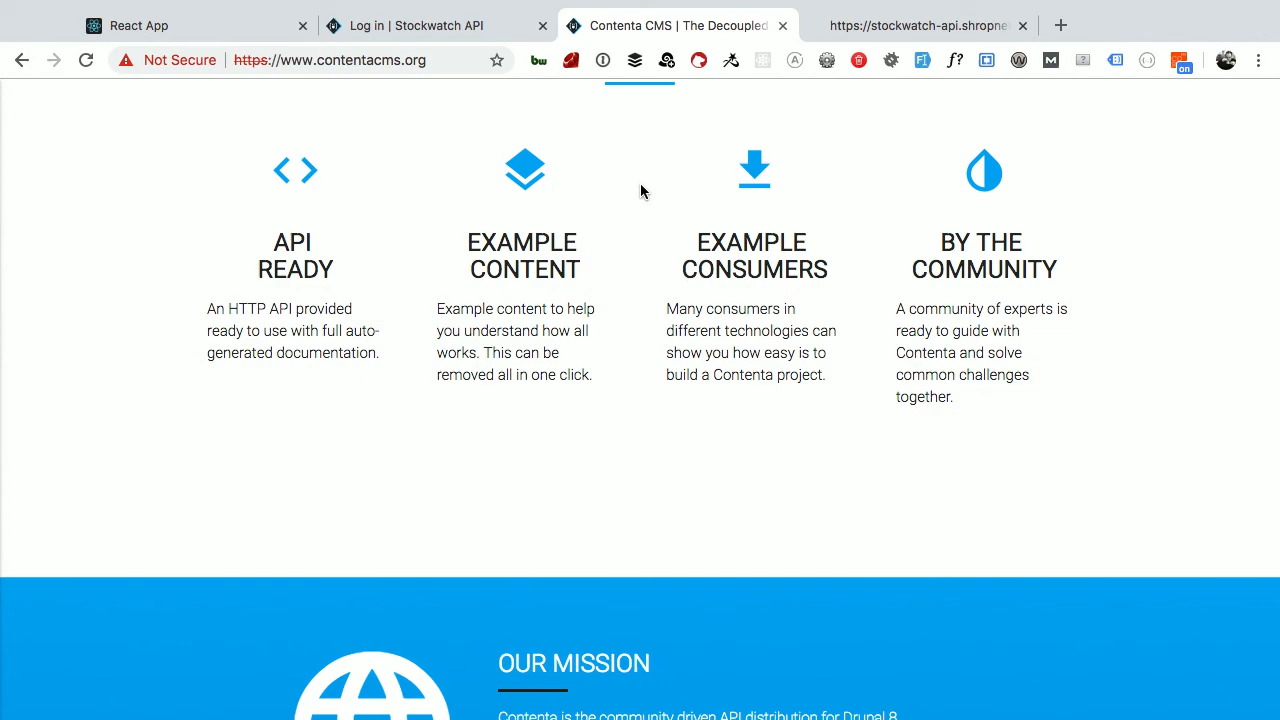 React App
Log in | Stockwatch API
Contenta CMS | The Decoupled
https://stockwatch-api.shropne
Not Secure
https://www.contentacms.org
bw
A
FI
f?
W
M
?
on
API
READY
An HTTP API provided
ready to use with full auto-
generated documentation.
EXAMPLE
CONTENT
Example content to help
you understand how all
works. This can be
removed all in one click.
EXAMPLE
CONSUMERS
Many consumers in
different technologies can
show you how easy is to
build a Contenta project.
BY THE
COMMUNITY
A community of experts is
ready to guide with
Contenta and solve
common challenges
together.
OUR MISSION
Contenta is the community driven API distribution for Drupal 8